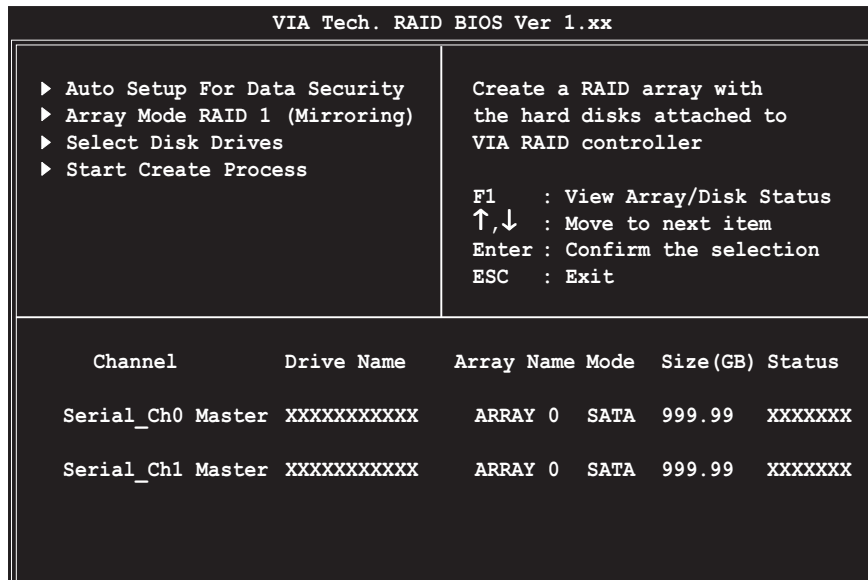 VIA Tech. RAID BIOS Ver 1.xx
Auto Setup For Data Security
Array Mode RAID 1 (Mirroring)
Select Disk Drives
Start Create Process
Create a RAID array with
the hard disks attached to
VIA RAID controller
F1 : View Array/Disk Status
↑,↓ : Move to next item
Enter : Confirm the selection
ESC : Exit
Channel Drive Name Array Name Mode Size(GB) Status
Serial_Ch0 Master XXXXXXXXXXX ARRAY 0 SATA 999.99 XXXXXXX
Serial_Ch1 Master XXXXXXXXXXX ARRAY 0 SATA 999.99 XXXXXXX